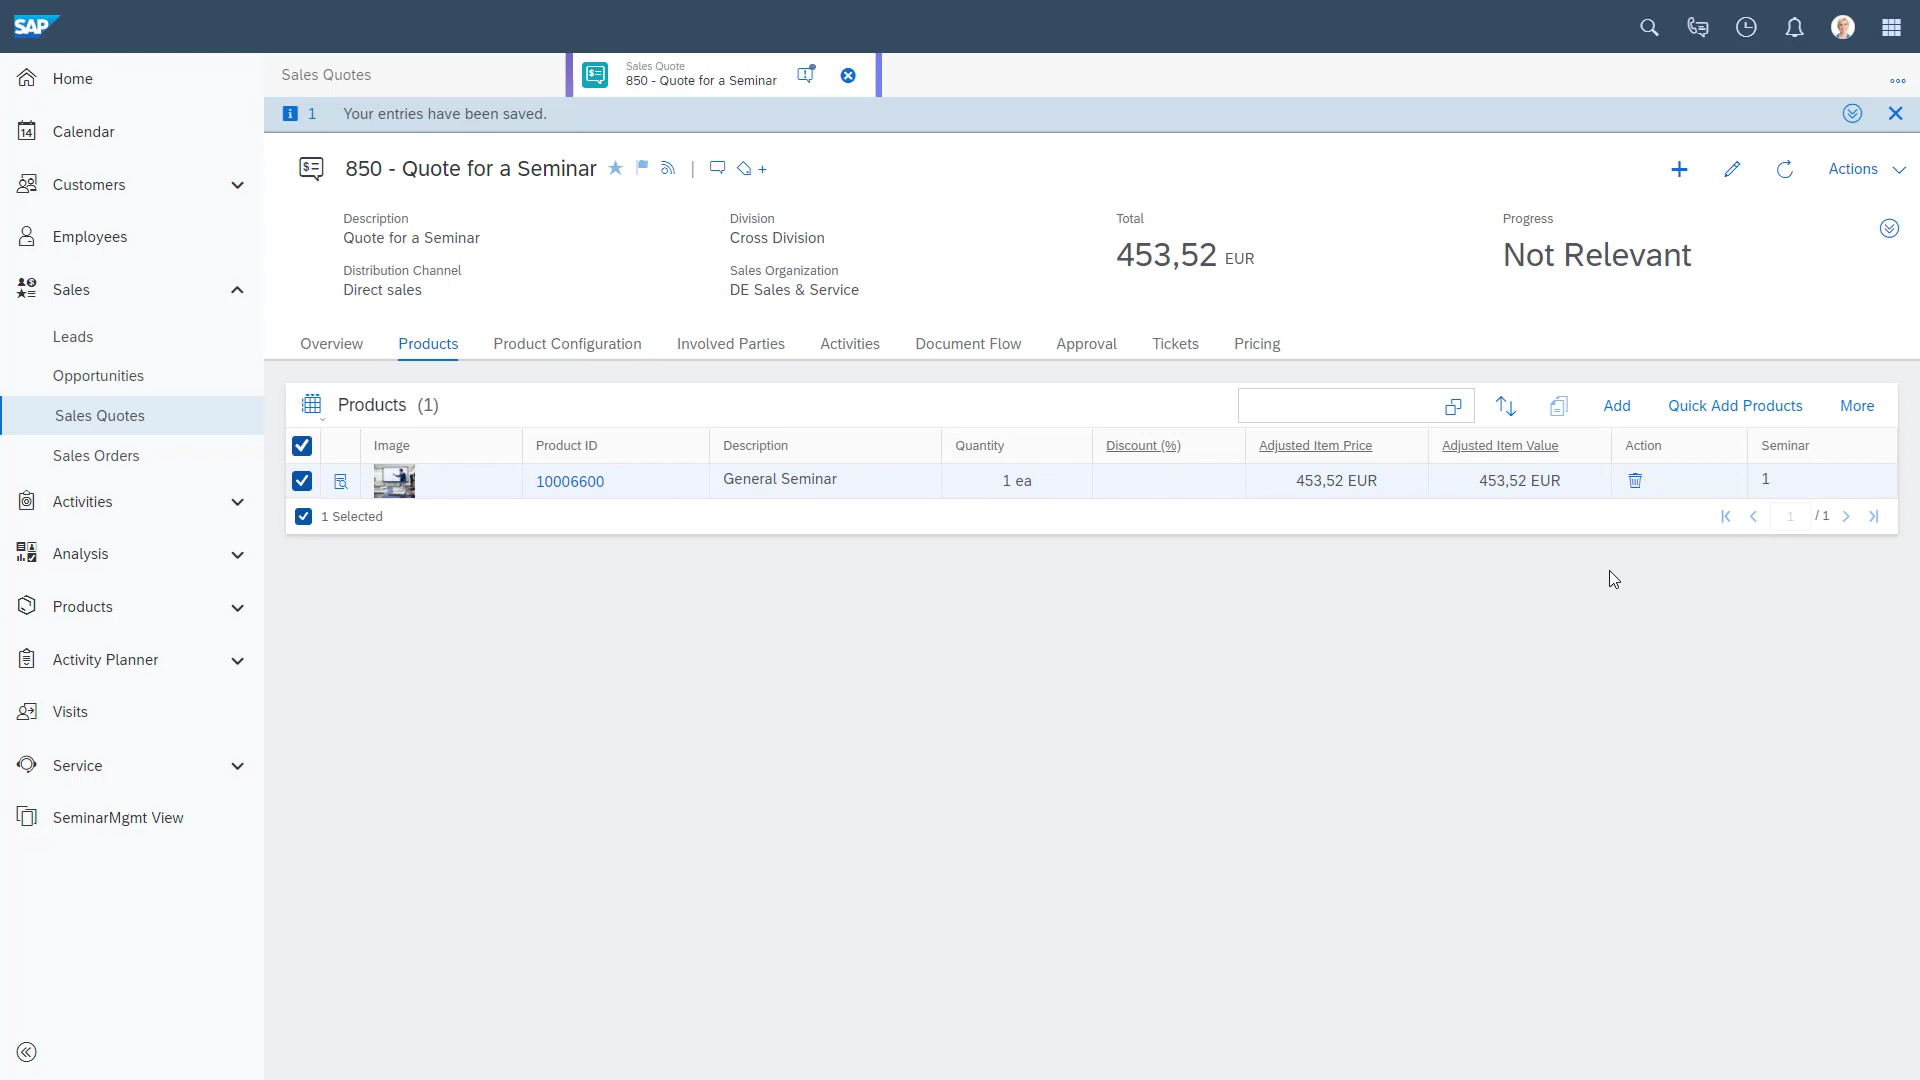 SAP
Home
Calendar
14
Customers
Employees
Sales
Leads
Opportunities
Sales Quotes
Sales Orders
Activities
Analysis
Products
Activity Planner
Visits
Service
SeminarMgmt View
Sales Quotes
Sales Quote
850 - Quote for a Seminar
1 Your entries have been saved.
850 - Quote for a Seminar
Actions
Description
Quote for a Seminar
Distribution Channel
Direct sales
Division
Cross Division
Sales Organization
DE Sales & Service
Total
453,52 EUR
Progress
Not Relevant
Overview Products Product Configuration Involved Parties Activities Document Flow Approval Tickets Pricing
Products (1)
Add Quick Add Products More
Image Product ID Description Quantity Discount (%) Adjusted Item Price Adjusted Item Value Action Seminar
10006600 General Seminar 1 ea 453,52 EUR 453,52 EUR 1
1 Selected
1 / 1